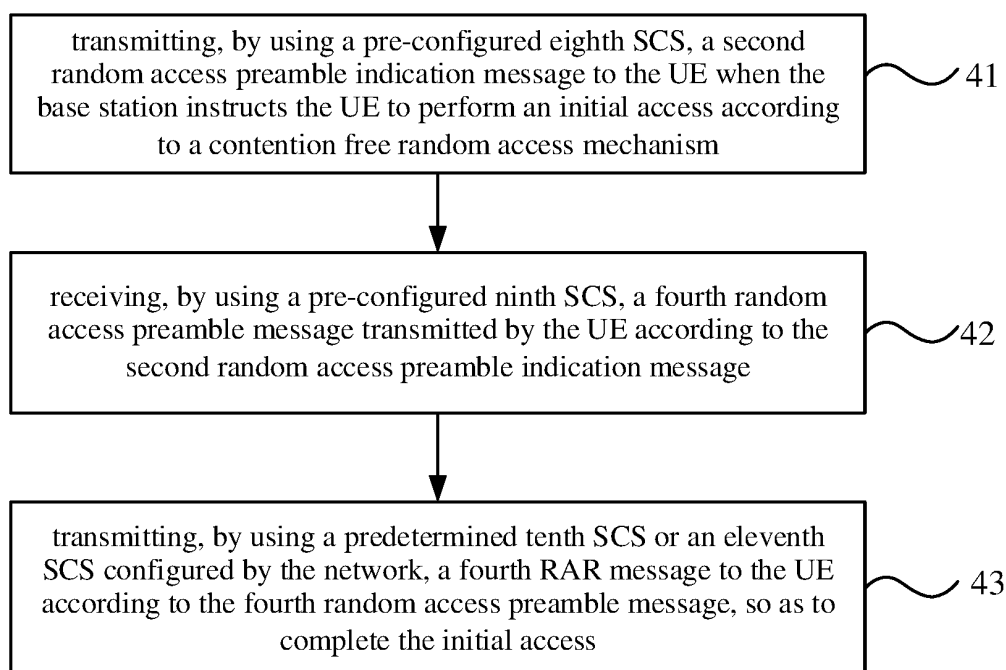 transmitting, by using a pre-configured eighth SCS, a second
random access preamble indication message to the UE when the
base station instructs the UE to perform an initial access according
to a contention free random access mechanism
41
receiving, by using a pre-configured ninth SCS, a fourth random
access preamble message transmitted by the UE according to the
second random access preamble indication message
42
transmitting, by using a predetermined tenth SCS or an eleventh
SCS configured by the network, a fourth RAR message to the UE
according to the fourth random access preamble message, so as to
complete the initial access
43